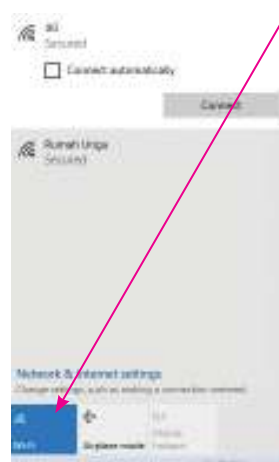 Secured
Connect automatically
Connect
Rumah Unga
Secured
Network & Internet settings
Change settings, such as making a connection metered.
Wi-Fi
Airplane mode
Mobile